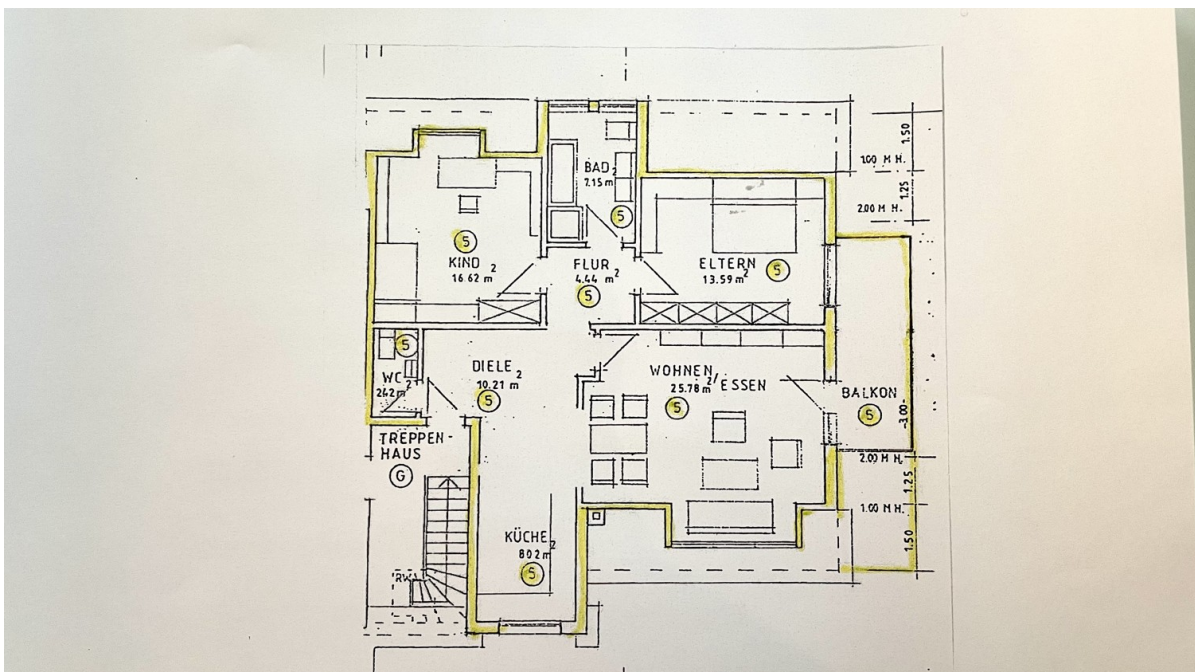 1.50
BAD
7.15 m²
1.00 M H.
1.25
2.00 M H.
5
5
KIND
16.62 m²
FLUR
4.44 m²
5
ELTERN
13.59 m²
5
5
WC
2.42 m²
DIELE
10.21 m²
5
WOHNEN/
25.78 m²
ESSEN
5
BALKON
5
3.00
TREPPEN-
HAUS
G
2.00 M H.
1.25
1.00 M H.
1.50
KÜCHE
8.02 m²
5
RW